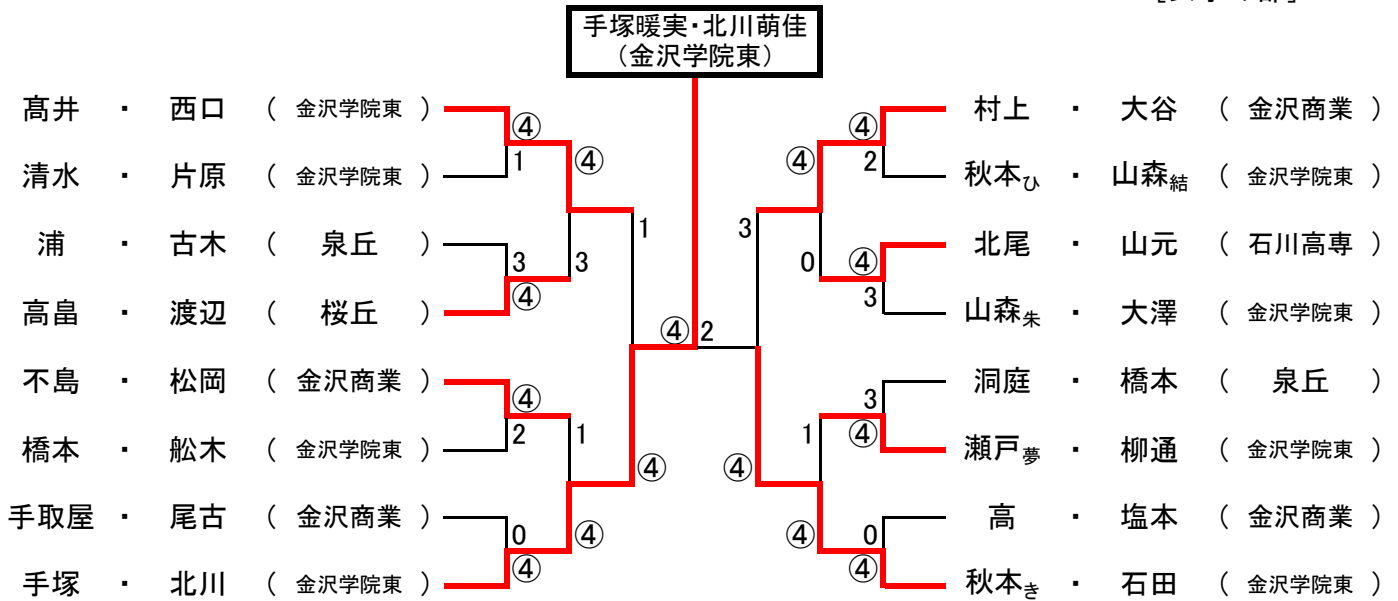 手塚暖実・北川萌佳
(金沢学院東)
髙井 ・ 西口 ( 金沢学院東 )
清水 ・ 片原 ( 金沢学院東 )
浦 ・ 古木 ( 泉丘 )
高畠 ・ 渡辺 ( 桜丘 )
不島 ・ 松岡 ( 金沢商業 )
橋本 ・ 舩木 ( 金沢学院東 )
手取屋 ・ 尾古 ( 金沢商業 )
手塚 ・ 北川 ( 金沢学院東 )
④
1
④
3
④
3
④
2
1
0
④
④
1
④
④
2
3
④
④
④
2
0
④
3
1
3
④
④
0
④
村上 ・ 大谷 ( 金沢商業 )
秋本ひ ・ 山森結 ( 金沢学院東 )
北尾 ・ 山元 ( 石川高専 )
山森朱 ・ 大澤 ( 金沢学院東 )
洞庭 ・ 橋本 ( 泉丘 )
瀬戸夢 ・ 柳通 ( 金沢学院東 )
高 ・ 塩本 ( 金沢商業 )
秋本き ・ 石田 ( 金沢学院東 )